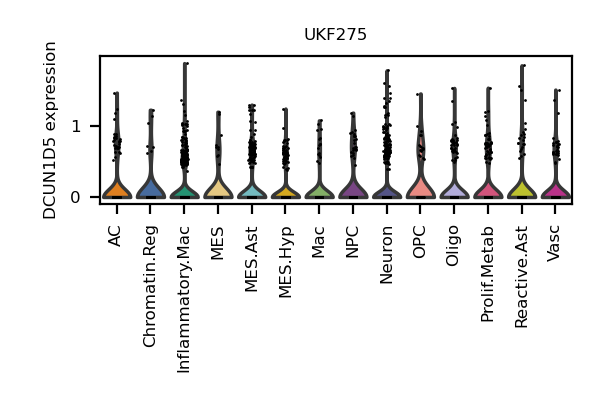 UKF275
DCUN1D5 expression
1
0
AC
Chromatin.Reg
Inflammatory.Mac
MES
MES.Ast
MES.Hyp
Mac
NPC
Neuron
OPC
Oligo
Prolif.Metab
Reactive.Ast
Vasc